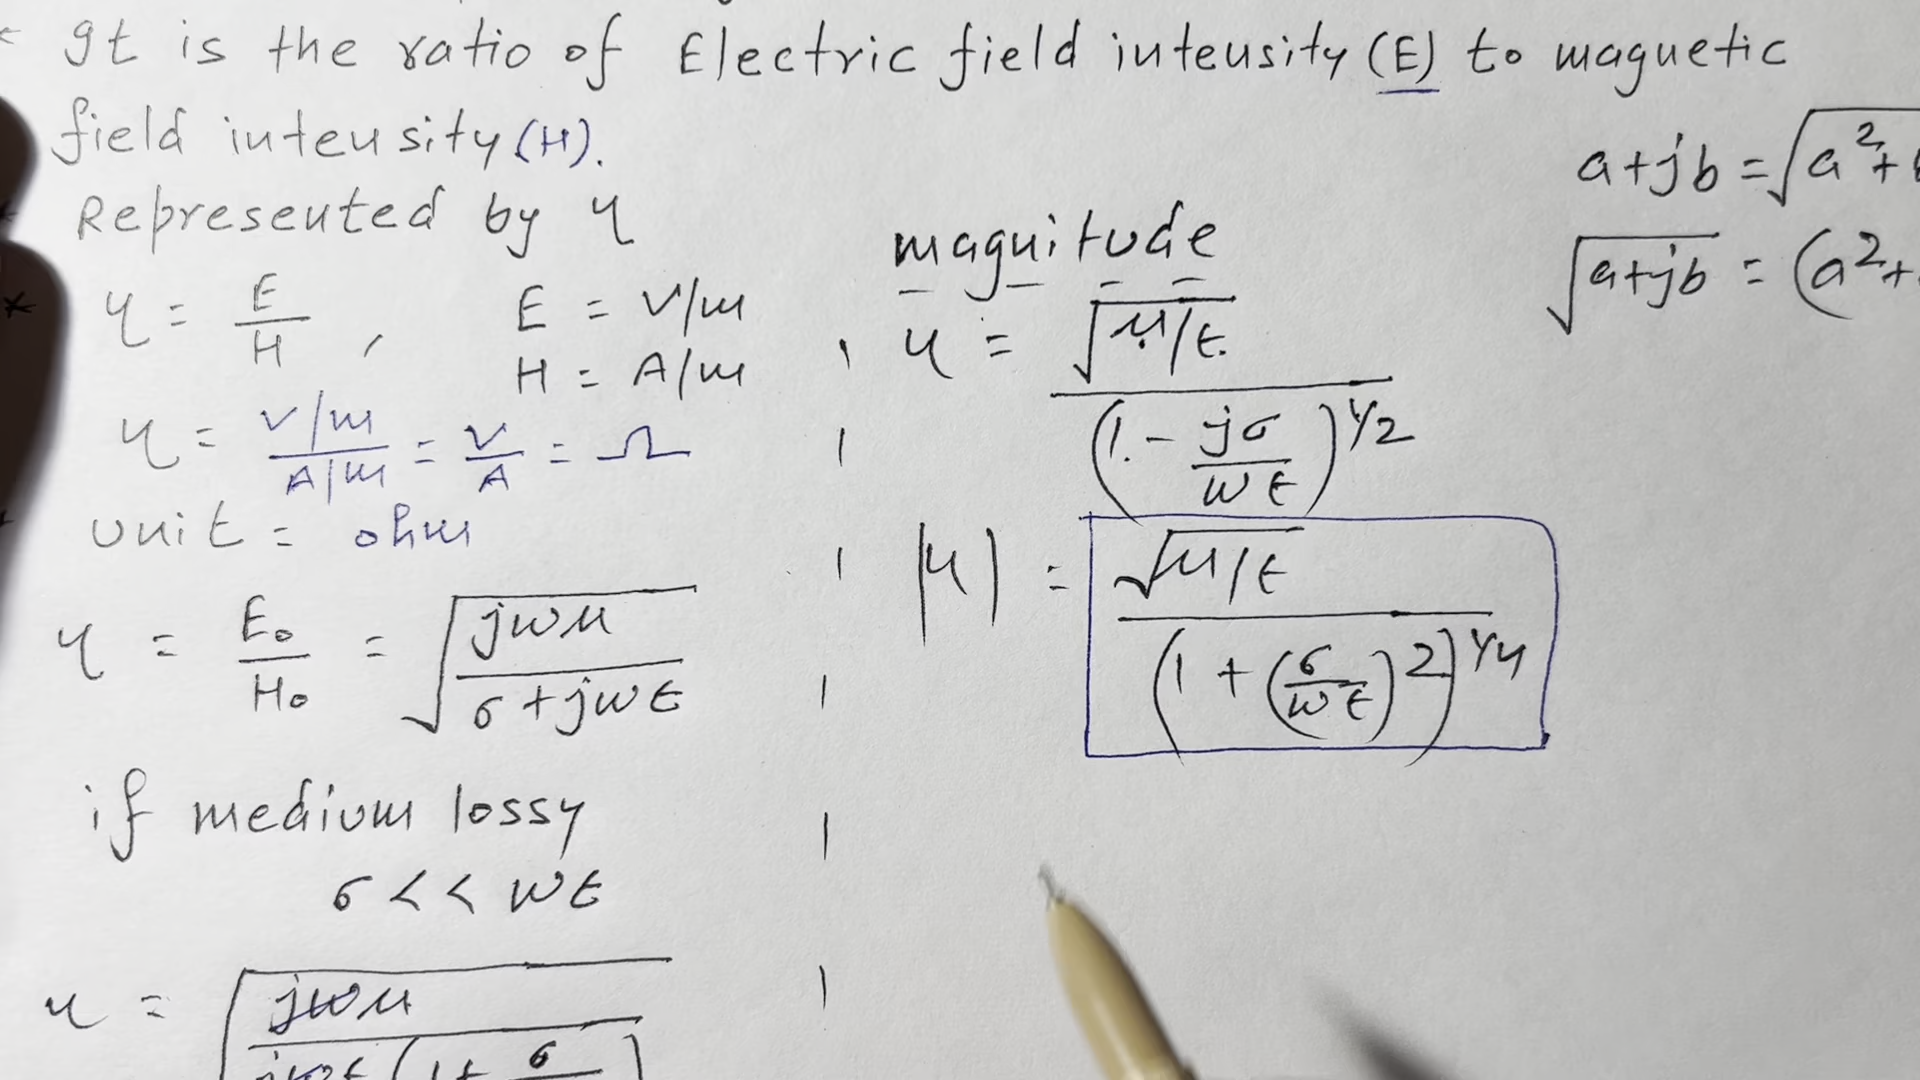 It is the ratio of Electric field intensity (E) to magnetic
field intensity (H).
Represented by η
η = E/H , E = V/m
H = A/m
η = (V/m)/(A/m) = V/A = Ω
Unit = ohm
η = E₀/H₀ = √(jωμ/(σ+jωε))
if medium lossy
σ << ωε
η = √(jωμ/(jωε(1+ σ
magnitude
η = √(μ/ε) / (1 - jσ/ωε)^1/2
|η| = √(μ/ε) / (1 + (σ/ωε)^2)^1/4
a+jb = √(a²+
√(a+jb) = (a²+